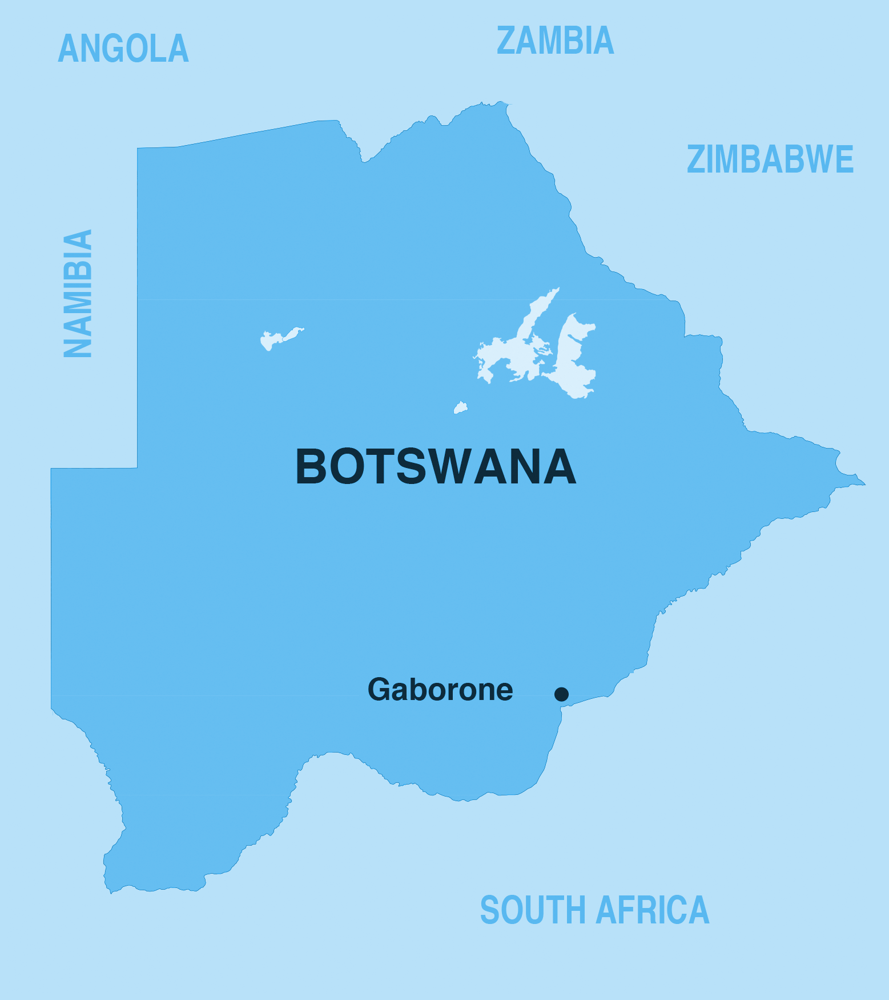 ANGOLA
ZAMBIA
ZIMBABWE
NAMIBIA
BOTSWANA
Gaborone
SOUTH AFRICA